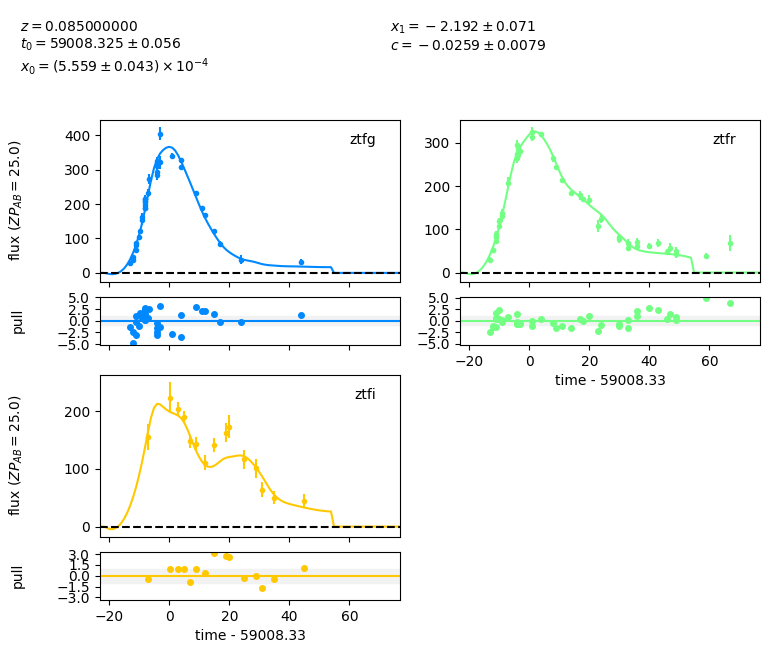 z = 0.085000000
t0 = 59008.325 ± 0.056
x0 = (5.559 ± 0.043) × 10^−4
x1 = −2.192 ± 0.071
c = −0.0259 ± 0.0079
ztfg
flux (ZP_AB = 25.0)
400
300
200
100
0
ztfr
300
200
100
0
pull
5.0
2.5
0.0
−2.5
−5.0
5.0
2.5
0.0
−2.5
−5.0
−20 0 20 40 60
time - 59008.33
ztfi
flux (ZP_AB = 25.0)
200
100
0
pull
3.0
1.5
0.0
−1.5
−3.0
−20 0 20 40 60
time - 59008.33